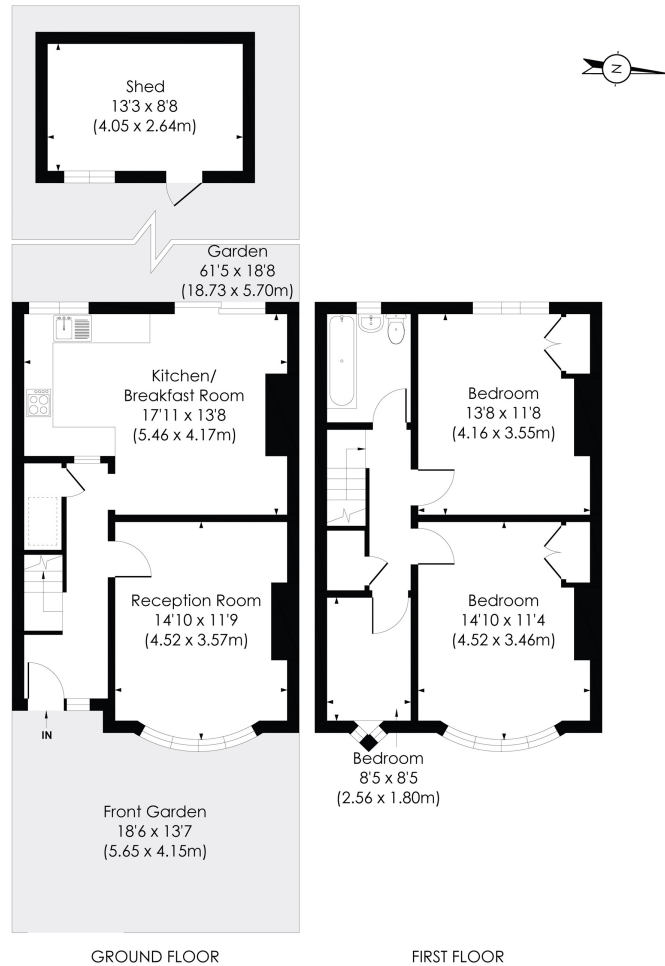 Shed
13'3 x 8'8
(4.05 x 2.64m)
N
Garden
61'5 x 18'8
(18.73 x 5.70m)
Kitchen/
Breakfast Room
17'11 x 13'8
(5.46 x 4.17m)
Bedroom
13'8 x 11'8
(4.16 x 3.55m)
Reception Room
14'10 x 11'9
(4.52 x 3.57m)
Bedroom
14'10 x 11'4
(4.52 x 3.46m)
IN
Bedroom
8'5 x 8'5
(2.56 x 1.80m)
Front Garden
18'6 x 13'7
(5.65 x 4.15m)
GROUND FLOOR
FIRST FLOOR